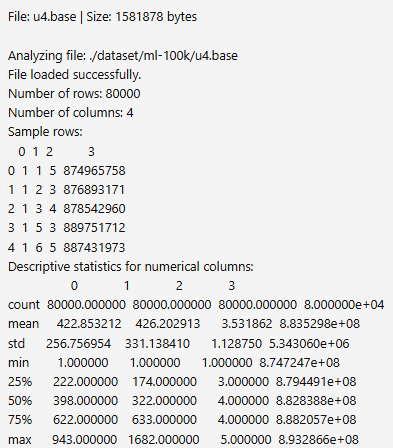 File: u4.base | Size: 1581878 bytes
Analyzing file: ./dataset/ml-100k/u4.base
File loaded successfully.
Number of rows: 80000
Number of columns: 4
Sample rows:
0 1 2 3
0 1 1 5 874965758
1 1 2 3 876893171
2 1 3 4 878542960
3 1 5 3 889751712
4 1 6 5 887431973
Descriptive statistics for numerical columns:
0 1 2 3
count 80000.000000 80000.000000 80000.000000 8.000000e+04
mean 422.853212 426.202913 3.531862 8.835298e+08
std 256.756954 331.138410 1.128750 5.343060e+06
min 1.000000 1.000000 1.000000 8.747247e+08
25% 222.000000 174.000000 3.000000 8.794491e+08
50% 398.000000 322.000000 4.000000 8.828388e+08
75% 622.000000 633.000000 4.000000 8.882057e+08
max 943.000000 1682.000000 5.000000 8.932866e+08